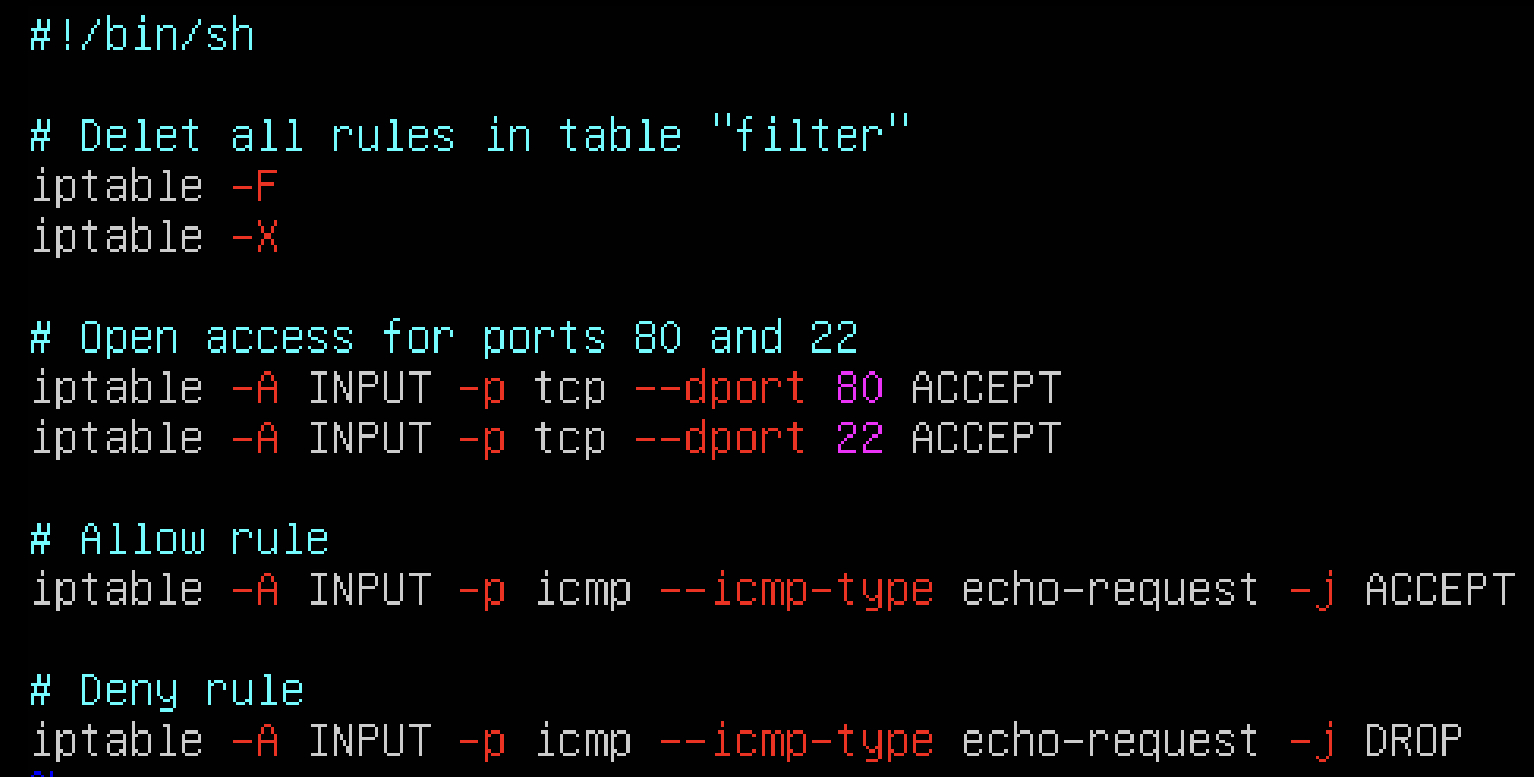 #!/bin/sh
# Delet all rules in table "filter"
iptable -F
iptable -X
# Open access for ports 80 and 22
iptable -A INPUT -p tcp --dport 80 ACCEPT
iptable -A INPUT -p tcp --dport 22 ACCEPT
# Allow rule
iptable -A INPUT -p icmp --icmp-type echo-request -j ACCEPT
# Deny rule
iptable -A INPUT -p icmp --icmp-type echo-request -j DROP